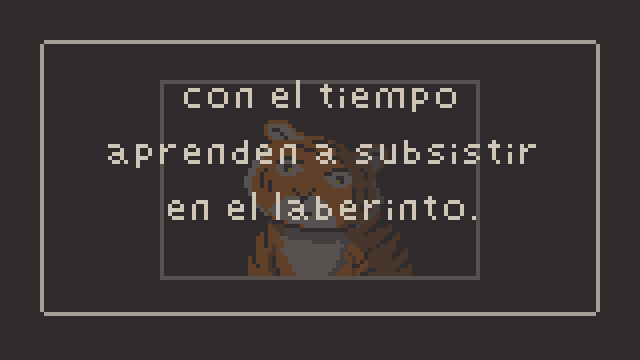 con el tiempo
aprenden a subsistir
en el laberinto.